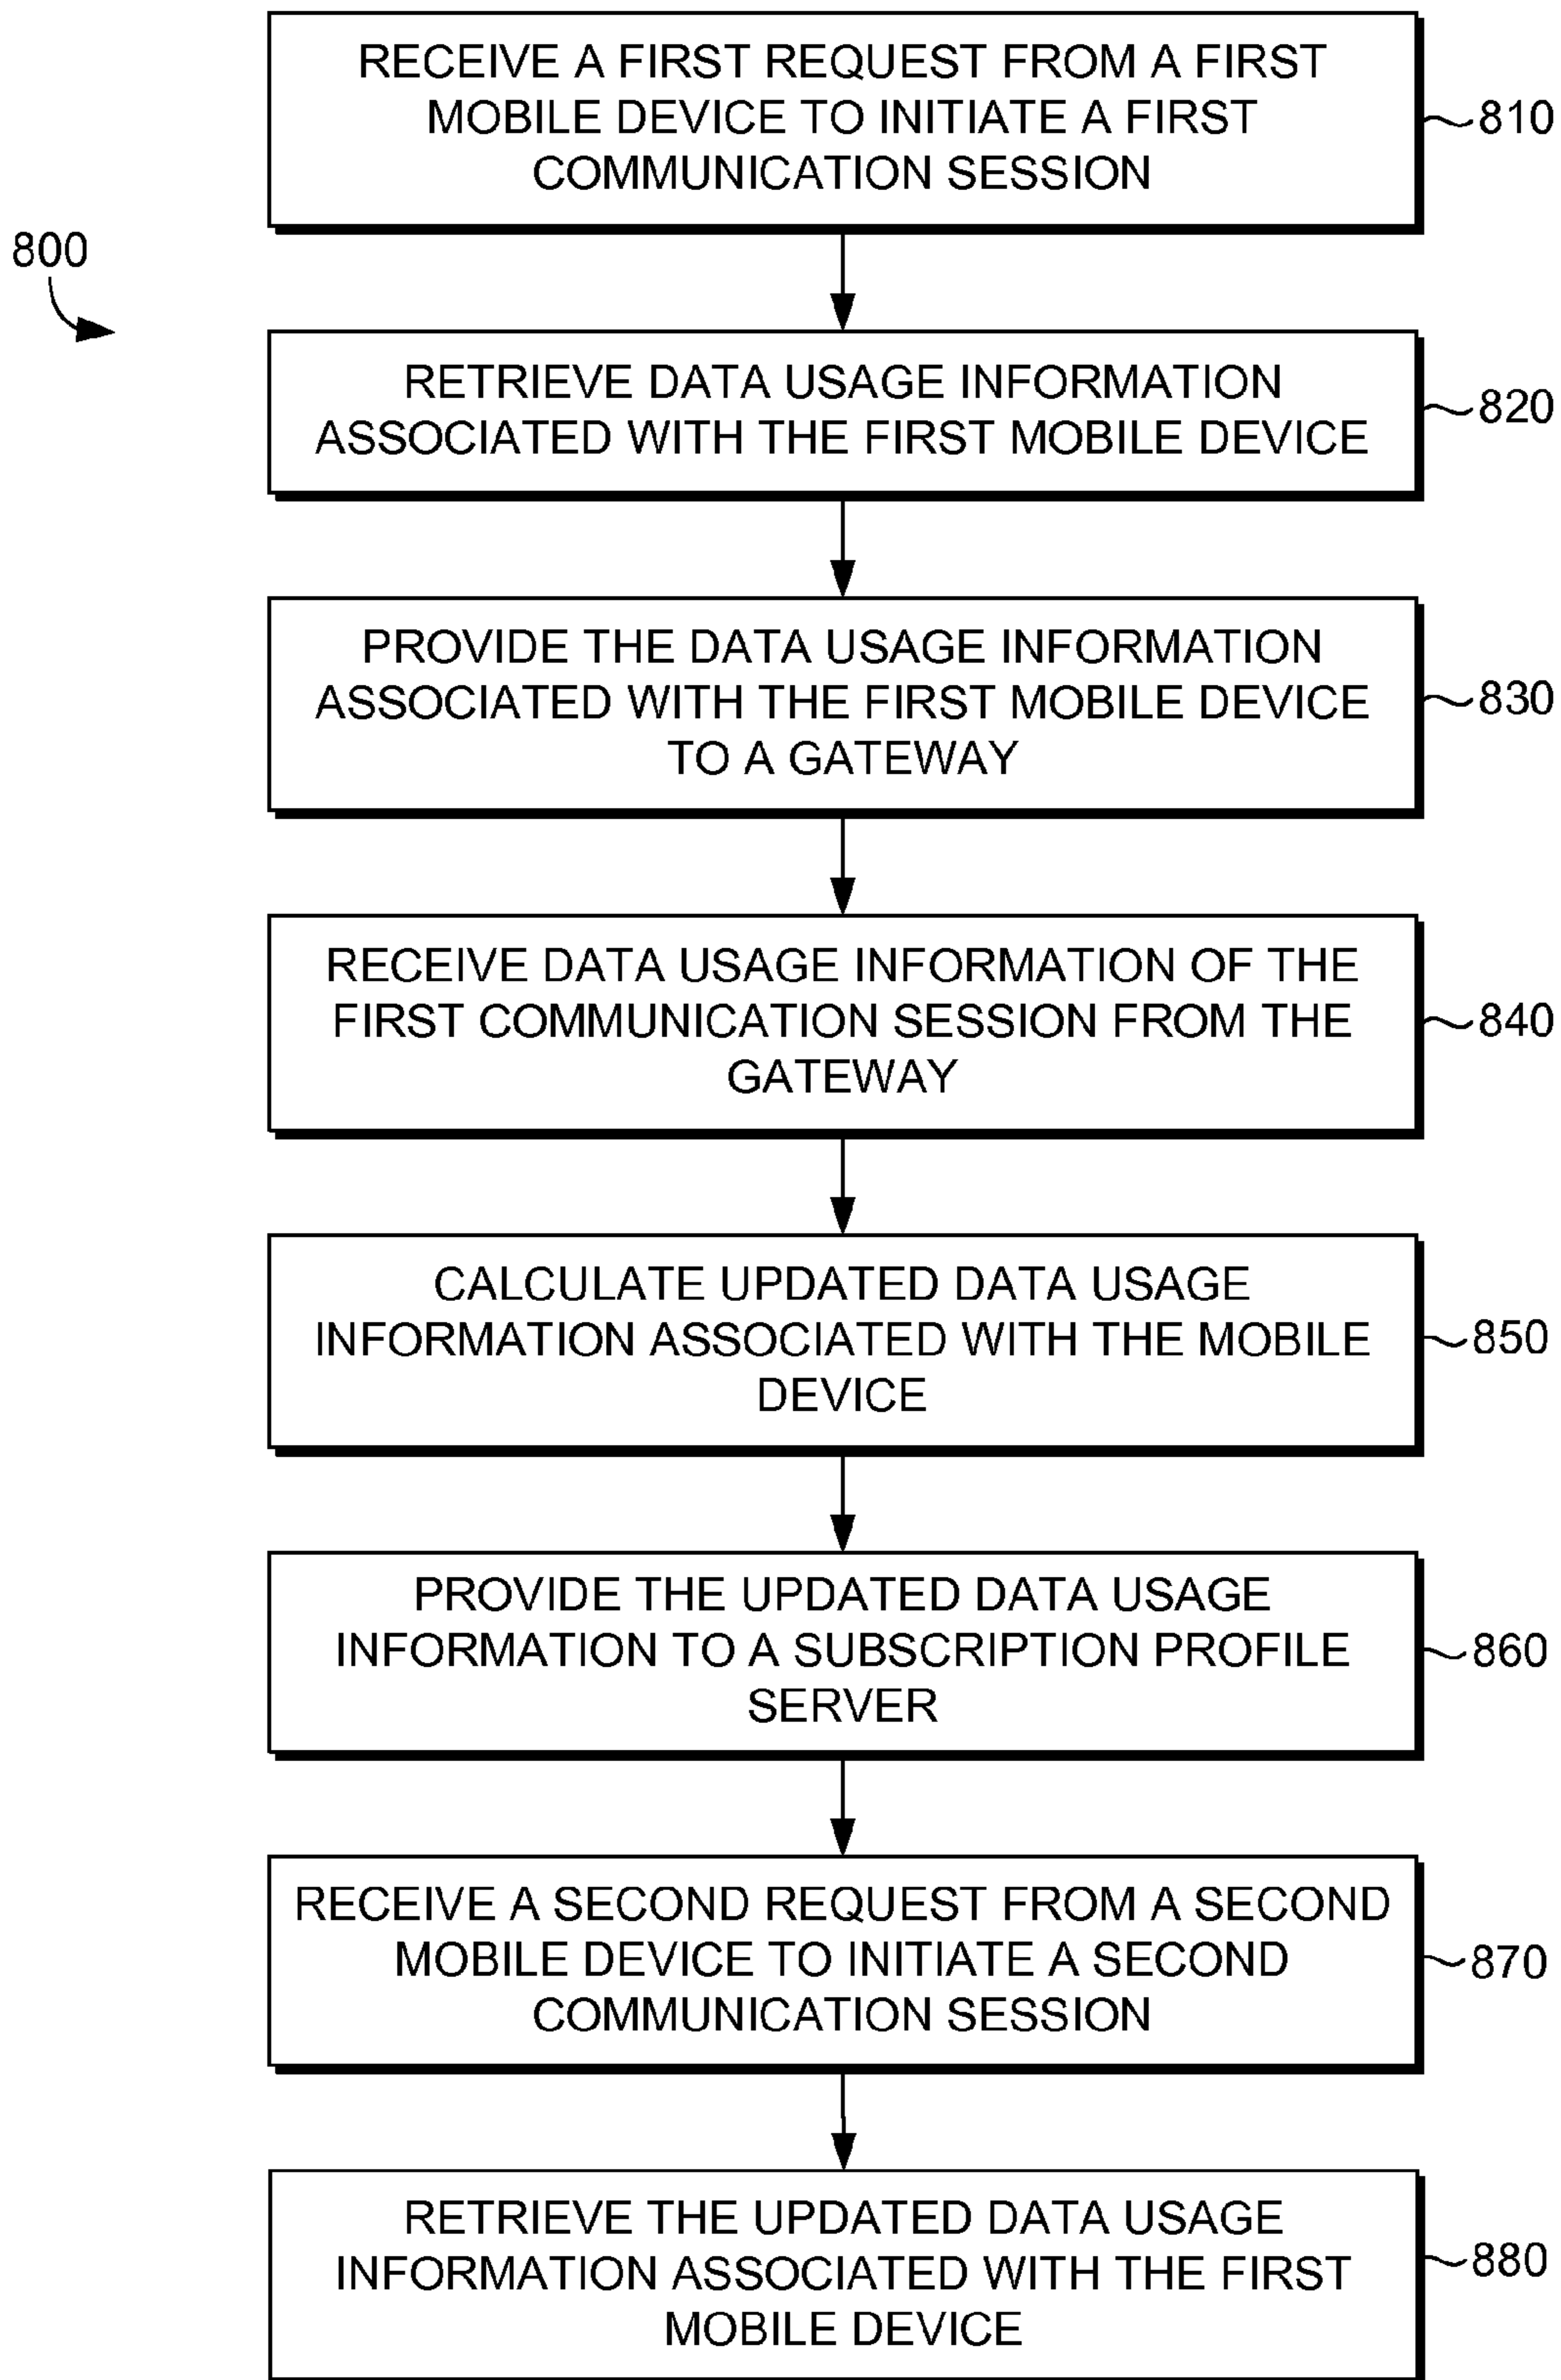 RECEIVE A FIRST REQUEST FROM A FIRST
MOBILE DEVICE TO INITIATE A FIRST
COMMUNICATION SESSION
810
800
RETRIEVE DATA USAGE INFORMATION
ASSOCIATED WITH THE FIRST MOBILE DEVICE
820
PROVIDE THE DATA USAGE INFORMATION
ASSOCIATED WITH THE FIRST MOBILE DEVICE
TO A GATEWAY
830
RECEIVE DATA USAGE INFORMATION OF THE
FIRST COMMUNICATION SESSION FROM THE
GATEWAY
840
CALCULATE UPDATED DATA USAGE
INFORMATION ASSOCIATED WITH THE MOBILE
DEVICE
850
PROVIDE THE UPDATED DATA USAGE
INFORMATION TO A SUBSCRIPTION PROFILE
SERVER
860
RECEIVE A SECOND REQUEST FROM A SECOND
MOBILE DEVICE TO INITIATE A SECOND
COMMUNICATION SESSION
870
RETRIEVE THE UPDATED DATA USAGE
INFORMATION ASSOCIATED WITH THE FIRST
MOBILE DEVICE
880